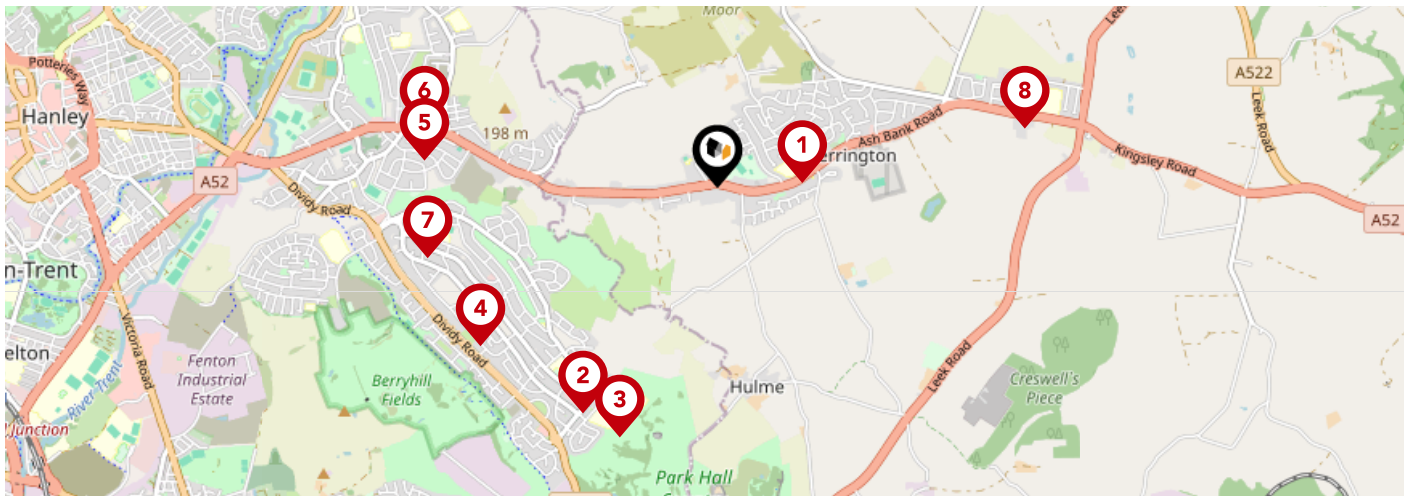 Moor
Leek
Potteries
Way
Hanley
6
5
198 m
1
8
A522
Leek Road
Ash Bank Road
errington
Kingsley Road
A52
Dividy Road
A52
7
n-Trent
4
Dividy Road
Victoria Road
elton
Fenton
Industrial
Estate
Berryhill
Fields
River Trent
2
3
Hulme
Leek Road
Creswell's
Piece
Junction
Park Hall